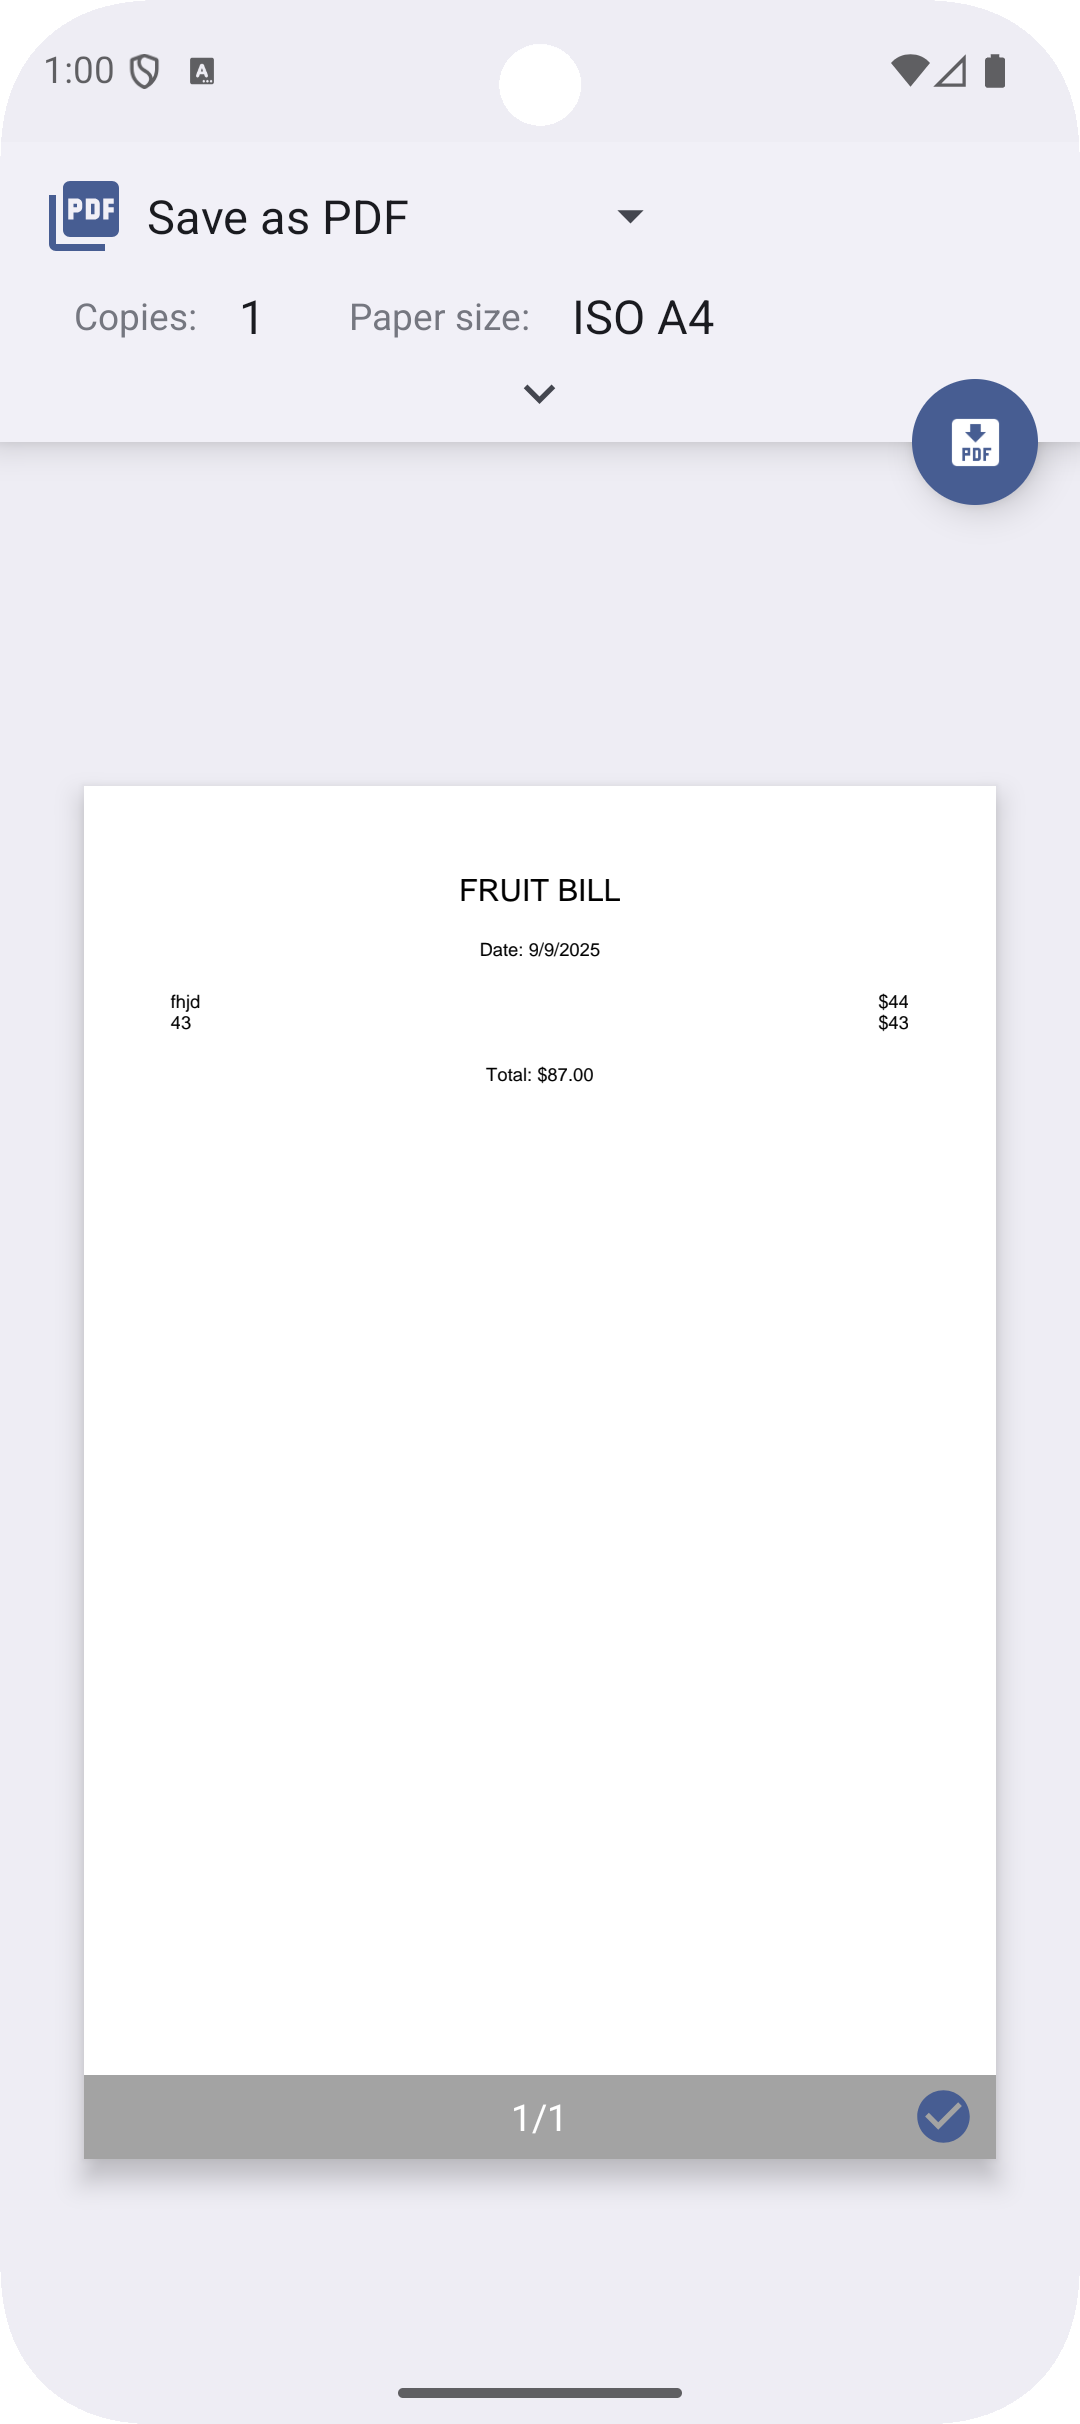 1:00
PDF Save as PDF
Copies: 1 Paper size: ISO A4
PDF
FRUIT BILL
Date: 9/9/2025
fhjd $44
43 $43
Total: $87.00
1/1